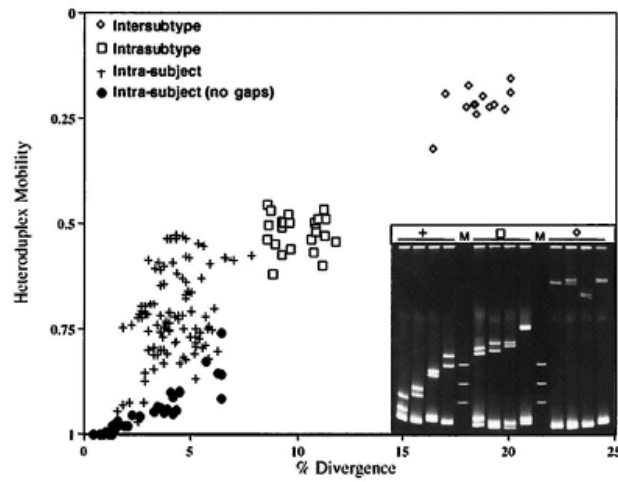 0
0.25
0.5
0.75
1
Heteroduplex Mobility
◇ Intersubtype
□ Intrasubtype
+ Intra-subject
● Intra-subject (no gaps)
+ M □ M ◇
0 5 10 15 20 25
% Divergence